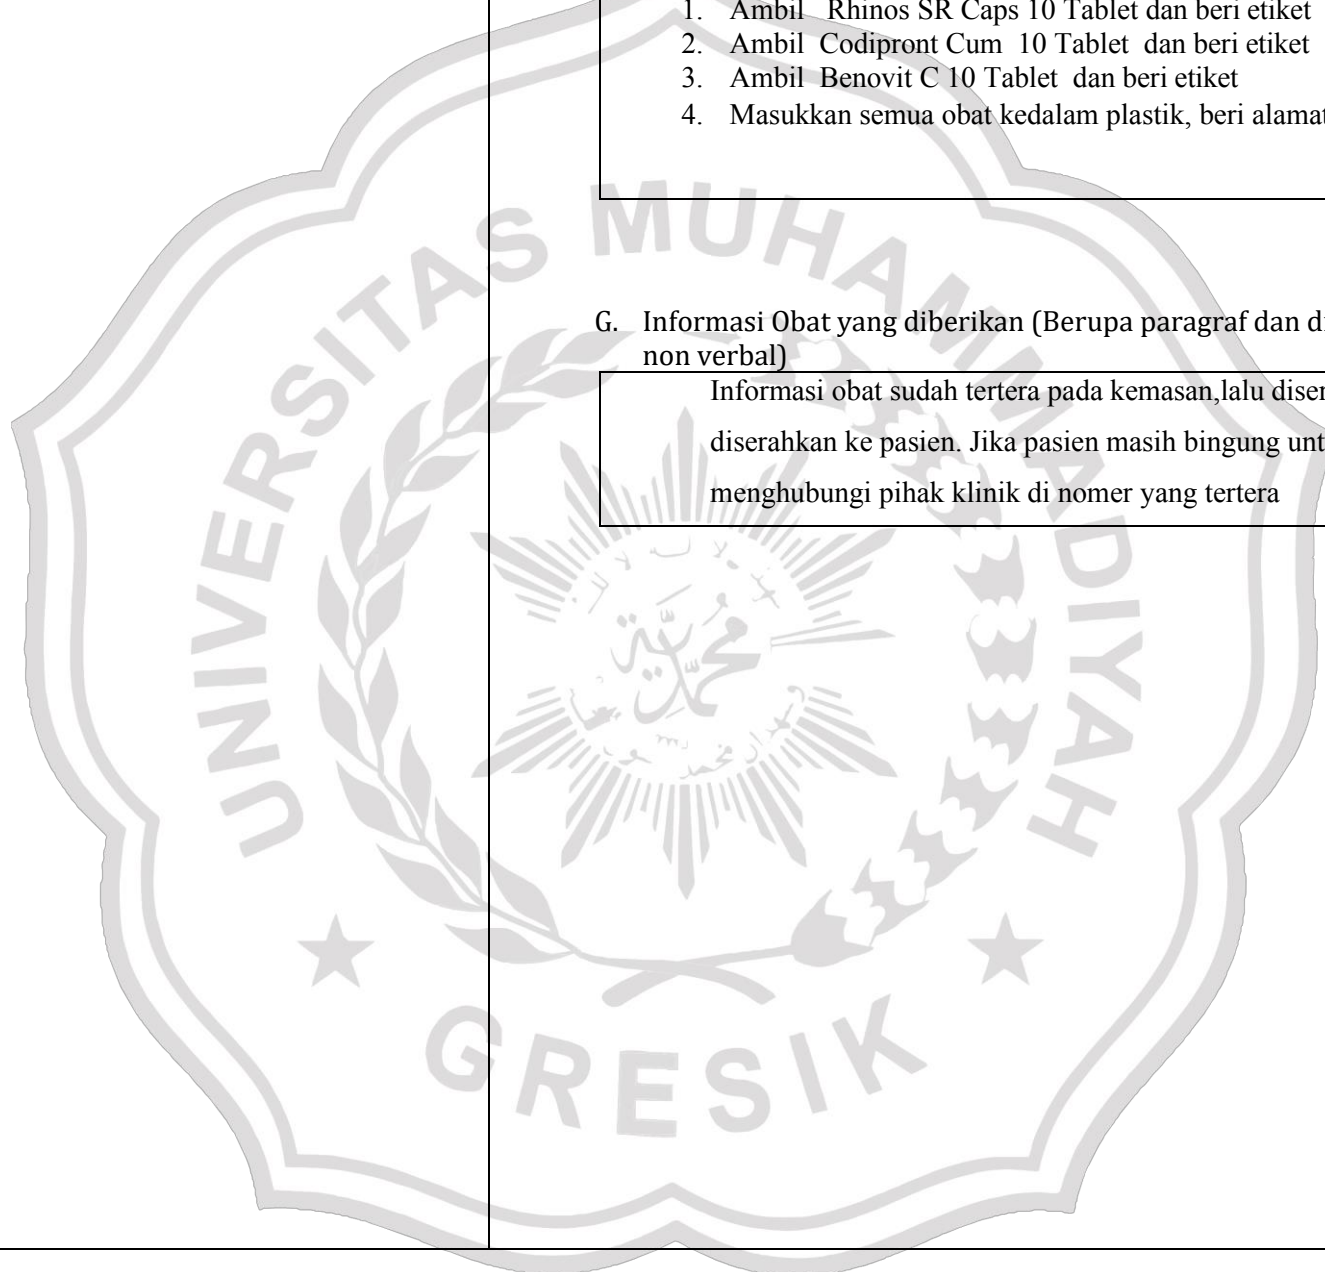 1. Ambil Rhinos SR Caps 10 Tablet dan beri etiket
2. Ambil Codipront Cum 10 Tablet dan beri etiket
3. Ambil Benovit C 10 Tablet dan beri etiket
4. Masukkan semua obat kedalam plastik, beri alamat
G. Informasi Obat yang diberikan (Berupa paragraf dan
non verbal)
Informasi obat sudah tertera pada kemasan,lalu
diserahkan ke pasien. Jika pasien masih bingung
menghubungi pihak klinik di nomer yang tertera
UNIVERSITAS MUHAMMADIYAH
GRESIK
محمد